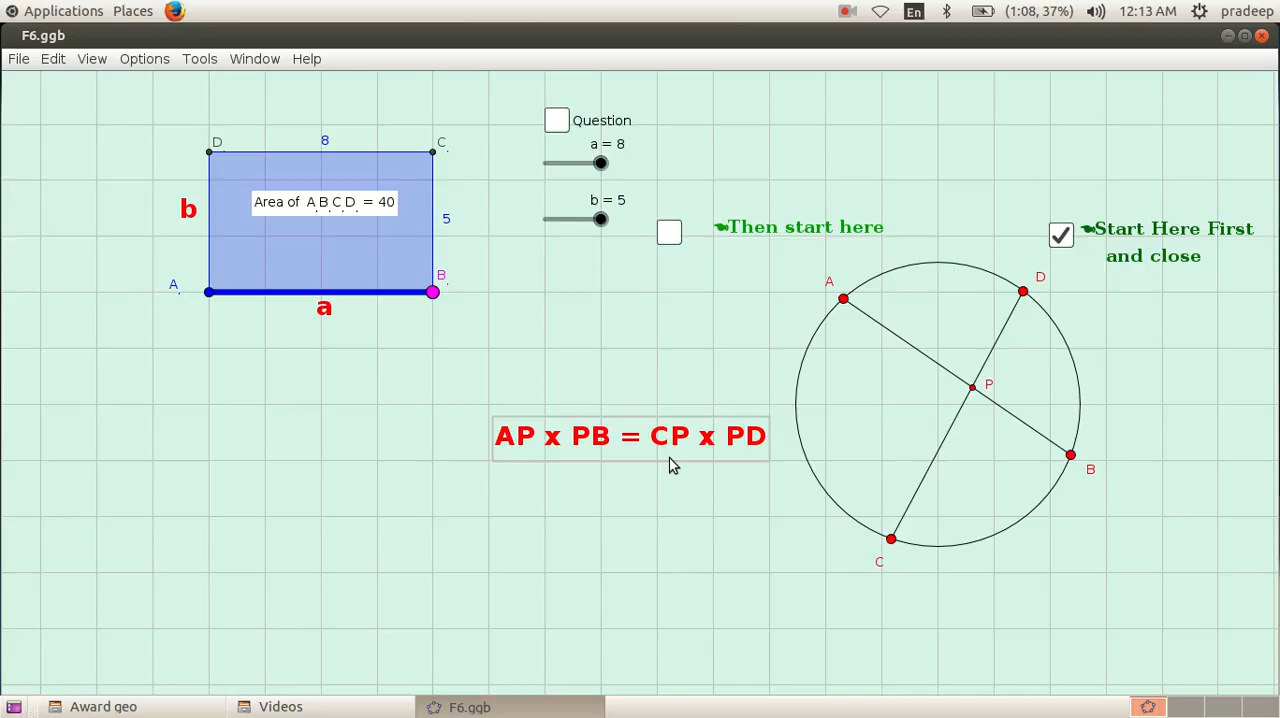 Applications Places En (1:08, 37%) 12:13 AM pradeep
F6.ggb
File Edit View Options Tools Window Help
Question
a = 8
b = 5
D 8 C
b Area of A B C D = 40 5
A B
a
☚Then start here
☚Start Here First
and close
A D
P
B
C
AP x PB = CP x PD
Award geo Videos F6.ggb